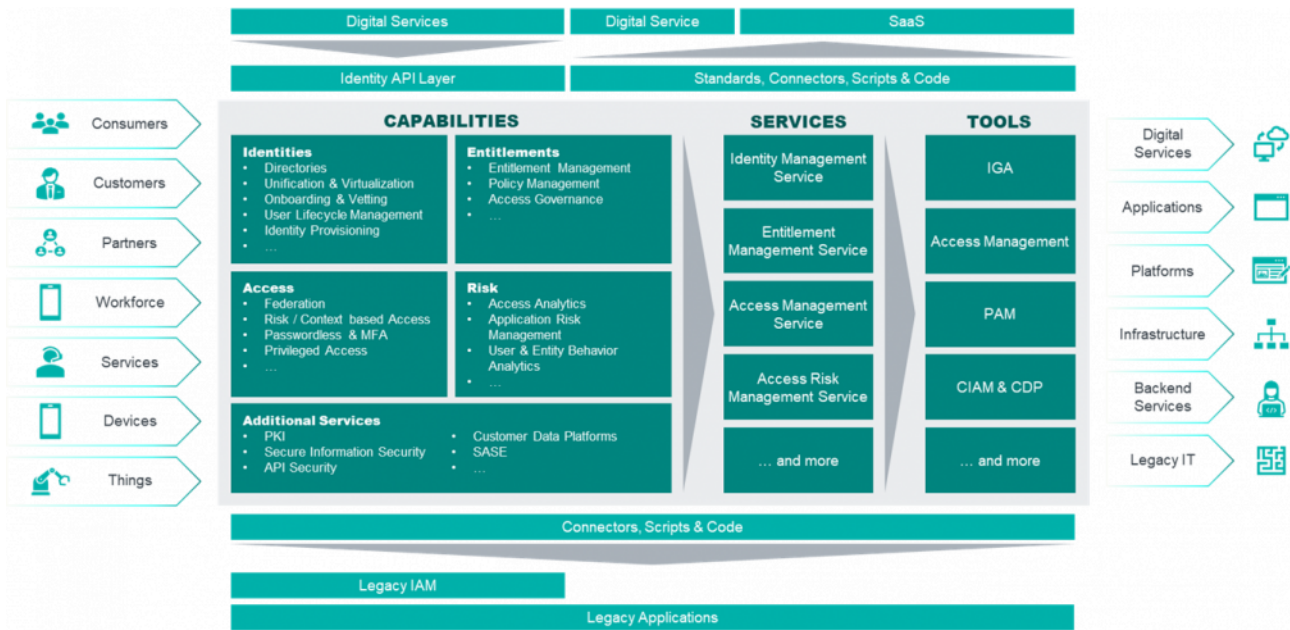 Digital Services
Digital Service
SaaS
Identity API Layer
Standards, Connectors, Scripts & Code
Consumers
Customers
Partners
Workforce
Services
Devices
Things
CAPABILITIES
Identities
• Directories
• Unification & Virtualization
• Onboarding & Vetting
• User Lifecycle Management
• Identity Provisioning
• …
Entitlements
• Entitlement Management
• Policy Management
• Access Governance
• …
Access
• Federation
• Risk / Context based Access
• Passwordless & MFA
• Privileged Access
• …
Risk
• Access Analytics
• Application Risk
Management
• User & Entity Behavior
Analytics
• …
Additional Services
• PKI
• Secure Information Security
• API Security
• Customer Data Platforms
• SASE
• …
SERVICES
Identity Management
Service
Entitlement
Management Service
Access Management
Service
Access Risk
Management Service
… and more
TOOLS
IGA
Access Management
PAM
CIAM & CDP
… and more
Digital
Services
Applications
Platforms
Infrastructure
Backend
Services
Legacy IT
Connectors, Scripts & Code
Legacy IAM
Legacy Applications